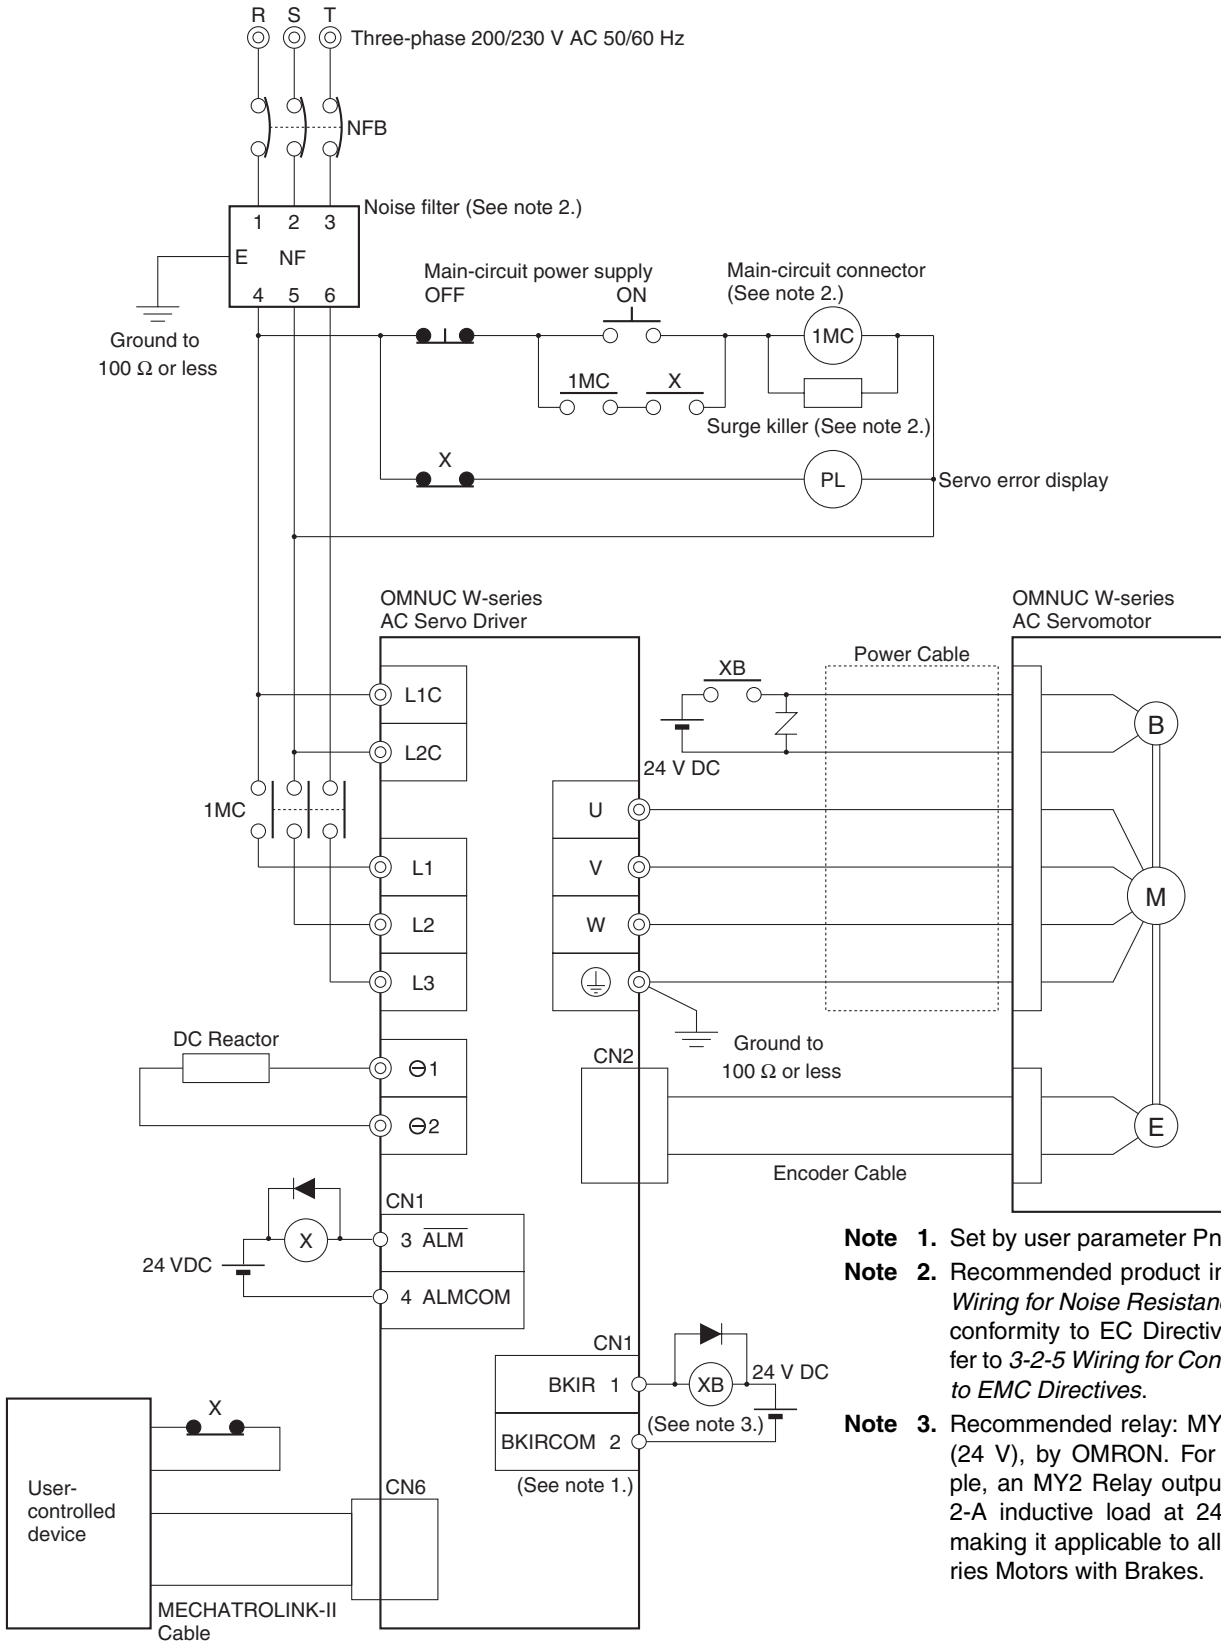 R S T
Three-phase 200/230 V AC 50/60 Hz
NFB
Noise filter (See note 2.)
1 2 3
E NF
4 5 6
Ground to
100 Ω or less
Main-circuit power supply
OFF ON
Main-circuit connector
(See note 2.)
1MC
1MC X
Surge killer (See note 2.)
X
PL
Servo error display
OMNUC W-series
AC Servo Driver
OMNUC W-series
AC Servomotor
Power Cable
XB
24 V DC
L1C
L2C
1MC
L1
L2
L3
U
V
W
B
M
E
DC Reactor
⊖1
⊖2
Ground to
100 Ω or less
CN2
Encoder Cable
CN1
X
24 VDC
3 A̅L̅M̅
4 ALMCOM
CN1
BKIR 1
BKIRCOM 2
XB
24 V DC
(See note 3.)
(See note 1.)
X
User-
controlled
device
CN6
MECHATROLINK-II
Cable
Note 1. Set by user parameter Pn
Note 2. Recommended product in
Wiring for Noise Resistan
conformity to EC Directiv
fer to 3-2-5 Wiring for Con
to EMC Directives.
Note 3. Recommended relay: MY
(24 V), by OMRON. For
ple, an MY2 Relay outpu
2-A inductive load at 24
making it applicable to all
ries Motors with Brakes.